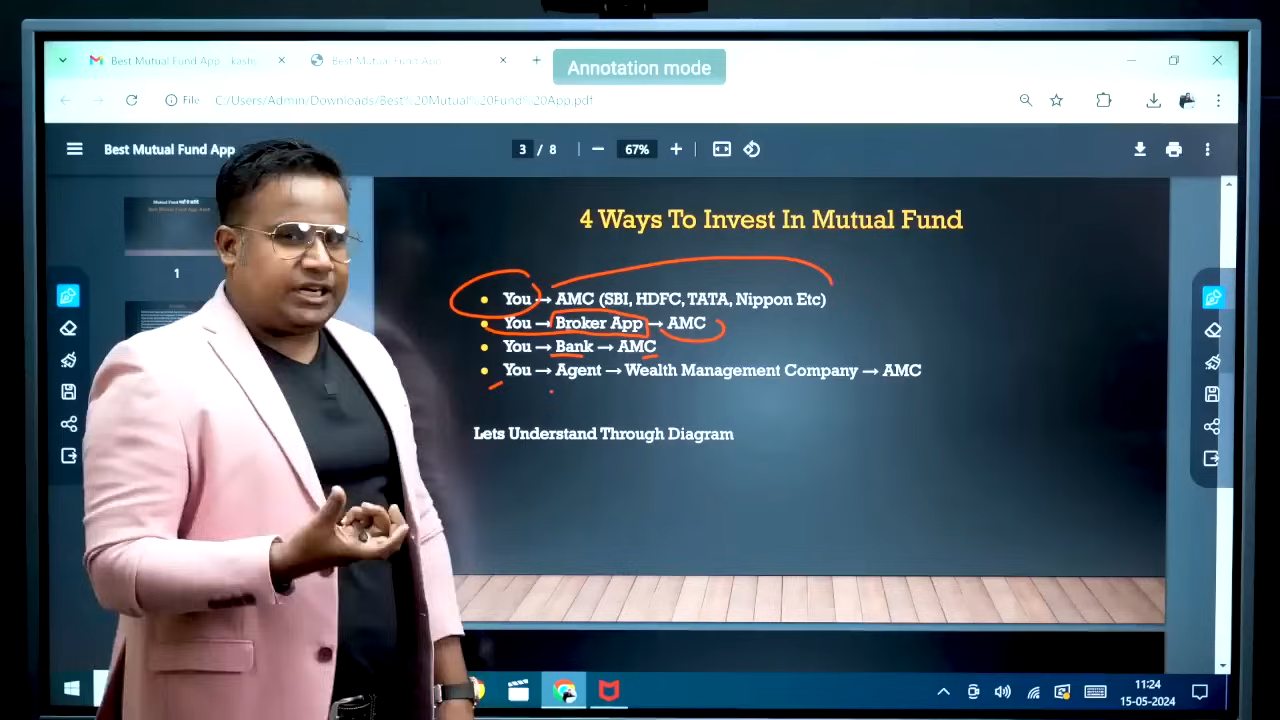 Best Mutual Fund App - kashi
Best Mutual Fund App
Annotation mode
File C:/Users/Admin/Downloads/Best%20Mutual%20Fund%20App.pdf
Best Mutual Fund App
3 / 8
67%
1
4 Ways To Invest In Mutual Fund
You → AMC (SBI, HDFC, TATA, Nippon Etc)
You → Broker App → AMC
You → Bank → AMC
You → Agent → Wealth Management Company → AMC
Lets Understand Through Diagram
11:24
15-05-2024